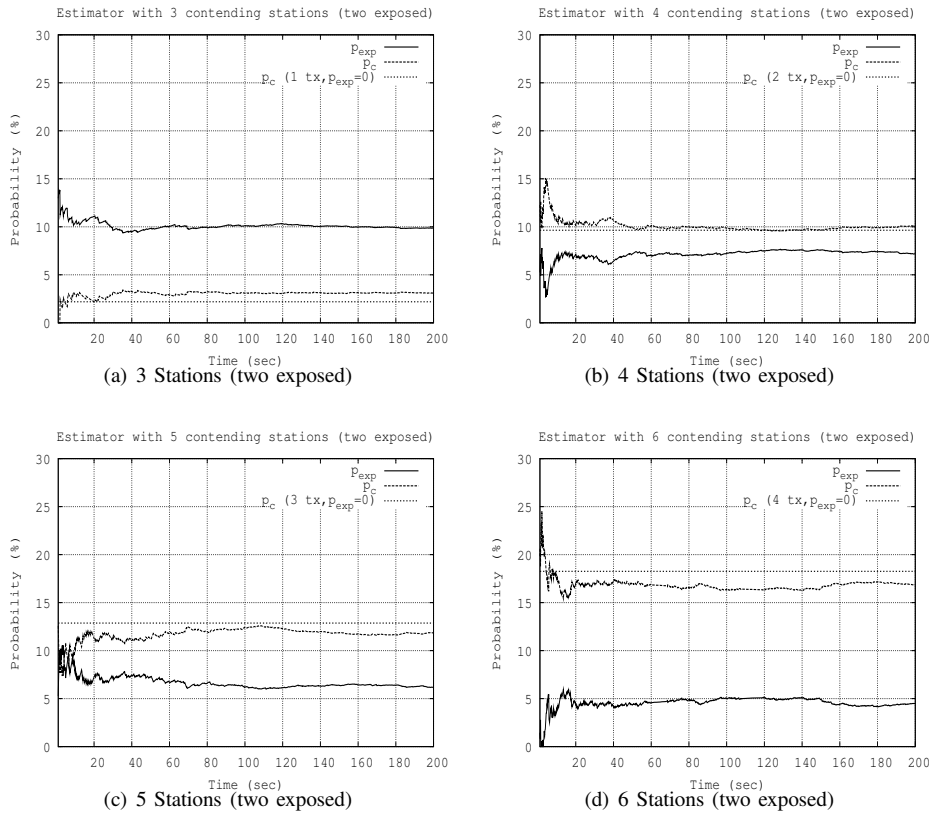 Estimator with 3 contending stations (two exposed)
30
25
20
15
10
5
0
Probability (%)
p_exp
p_c
p_c (1 tx,p_exp=0)
20 40 60 80 100 120 140 160 180 200
Time (sec)
(a) 3 Stations (two exposed)
Estimator with 4 contending stations (two exposed)
30
25
20
15
10
5
0
Probability (%)
p_exp
p_c
p_c (2 tx,p_exp=0)
20 40 60 80 100 120 140 160 180 200
Time (sec)
(b) 4 Stations (two exposed)
Estimator with 5 contending stations (two exposed)
30
25
20
15
10
5
0
Probability (%)
p_exp
p_c
p_c (3 tx,p_exp=0)
20 40 60 80 100 120 140 160 180 200
Time (sec)
(c) 5 Stations (two exposed)
Estimator with 6 contending stations (two exposed)
30
25
20
15
10
5
0
Probability (%)
p_exp
p_c
p_c (4 tx,p_exp=0)
20 40 60 80 100 120 140 160 180 200
Time (sec)
(d) 6 Stations (two exposed)